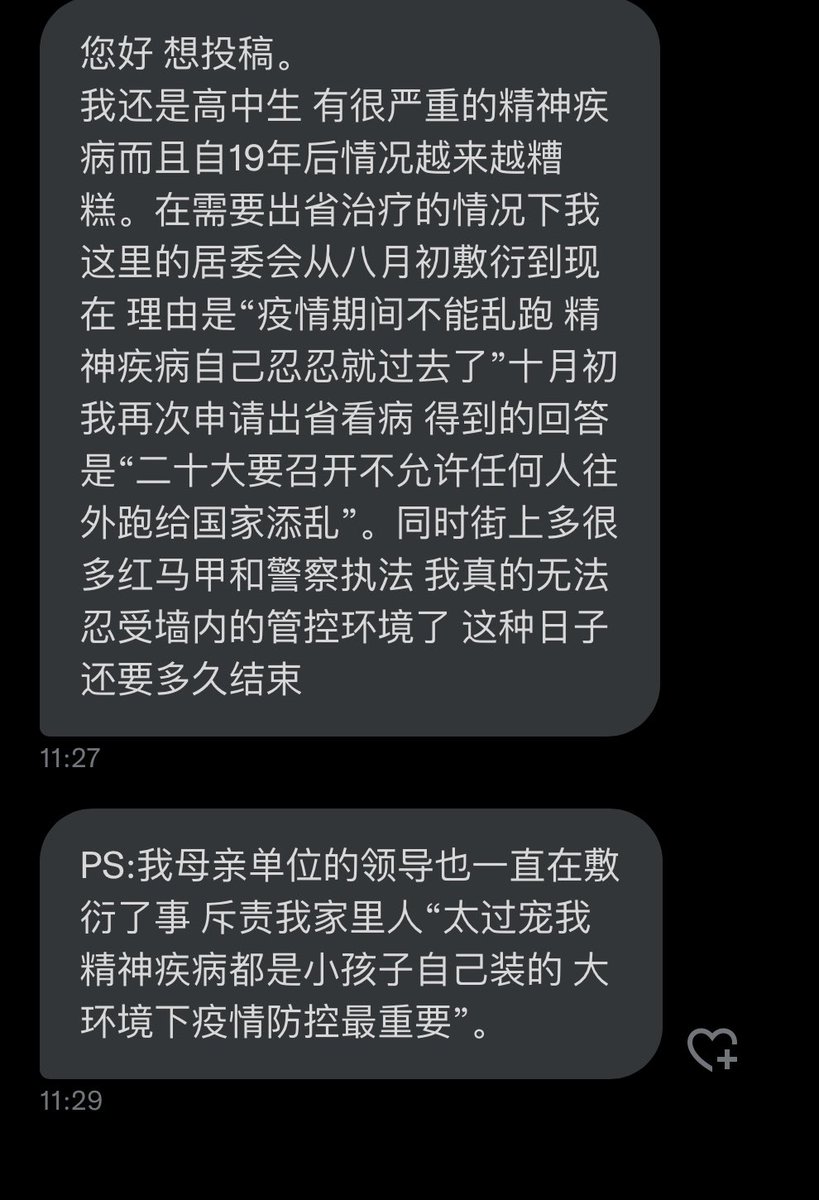 您好 想投稿。
我还是高中生 有很严重的精神疾
病而且自19年后情况越来越糟
糕。在需要出省治疗的情况下我
这里的居委会从八月初敷衍到现
在 理由是“疫情期间不能乱跑 精
神疾病自己忍忍就过去了”十月初
我再次申请出省看病 得到的回答
是“二十大要召开不允许任何人往
外跑给国家添乱”。同时街上多很
多红马甲和警察执法 我真的无法
忍受墙内的管控环境了 这种日子
还要多久结束
11:27
PS:我母亲单位的领导也一直在敷
衍了事 斥责我家里人“太过宠我
精神疾病都是小孩子自己装的 大
环境下疫情防控最重要”。
11:29